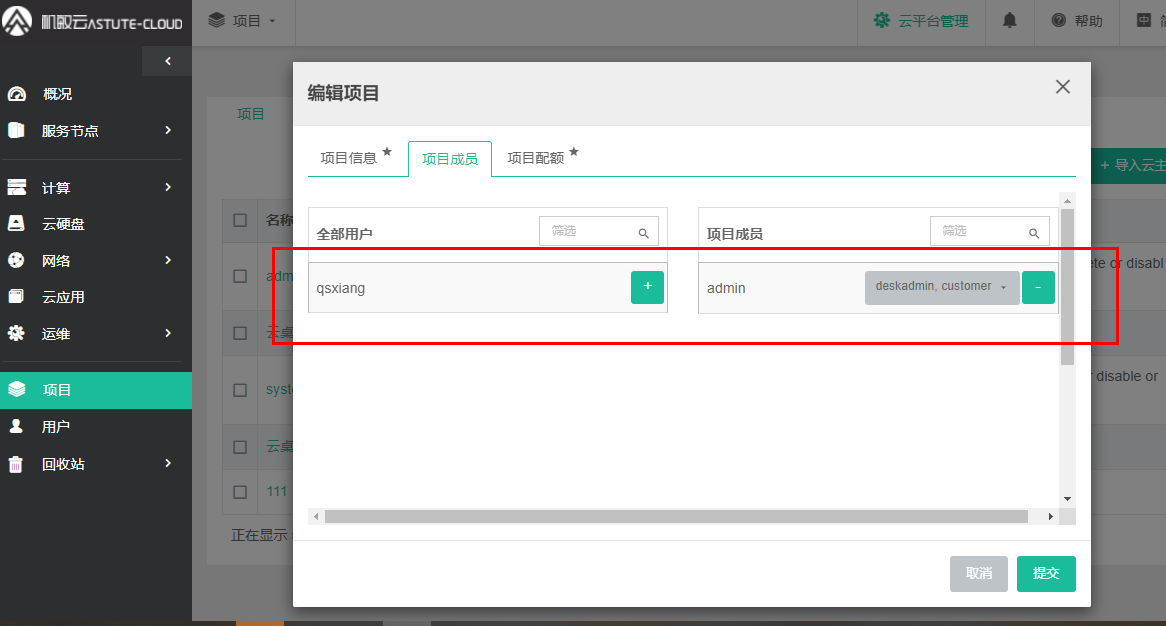 机敏云ASTUTE-CLOUD
项目
云平台管理
帮助
概况
服务节点
计算
云硬盘
网络
云应用
运维
项目
用户
回收站
项目
+ 导入云主
编辑项目
项目信息 ★
项目成员
项目配额 ★
全部用户
筛选
项目成员
筛选
qsxiang
+
admin
deskadmin, customer
-
取消
提交
名称
adm
ete or disabl
云桌
syst
disable or
云桌
111
正在显示